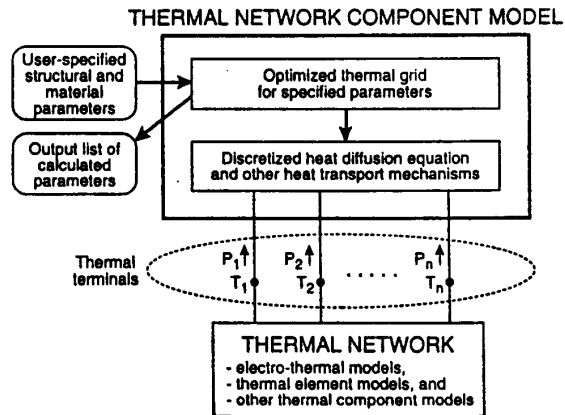 THERMAL NETWORK COMPONENT MODEL
User-specified
structural and
material
parameters
Optimized thermal grid
for specified parameters
Output list of
calculated
parameters
Discretized heat diffusion equation
and other heat transport mechanisms
Thermal
terminals
P1 P2 Pn
T1 T2 . . . . . Tn
THERMAL NETWORK
- electro-thermal models,
- thermal element models, and
- other thermal component models